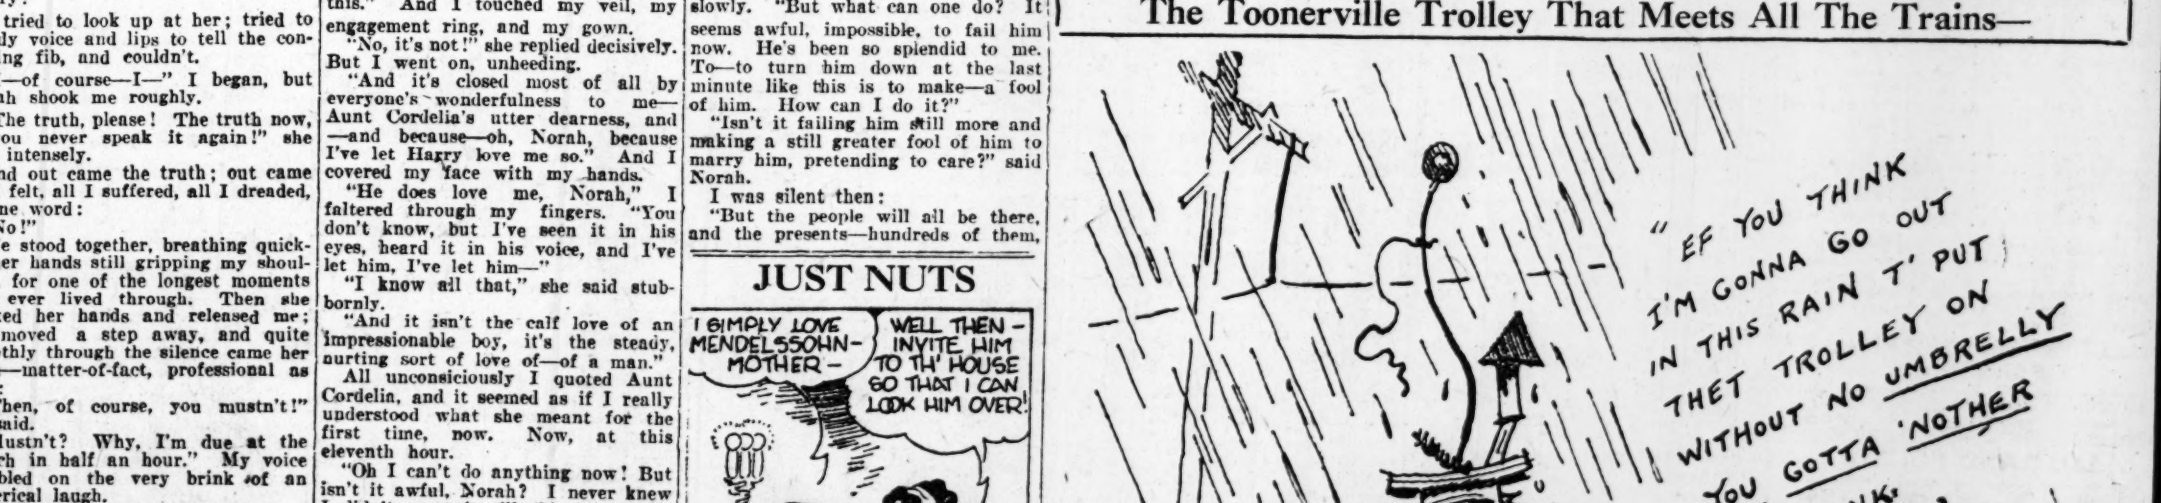 tried to look up at her; tried to
voice and lips to tell the con-
fib, and couldn't.
—of course—I—" I began, but
shook me roughly.
The truth, please! The truth now,
you never speak it again!" she
intensely.
out came the truth; out came
felt, all I suffered, all I dreaded,
word:
No!"
stood together, breathing quick-
hands still gripping my shoul-
for one of the longest moments
ever lived through. Then she
her hands and released me;
moved a step away, and quite
through the silence came her
—matter-of-fact, professional as
of course, you mustn't!"
said.
Why, I'm due at the
in half an hour." My voice
on the very brink of an
laugh.
this." And I touched my veil, my
engagement ring, and my gown.
"No, it's not!" she replied decisively.
But I went on, unheeding.
"And it's closed most of all by
everyone's wonderfulness to me—
Aunt Cordelia's utter dearness, and
—and because—oh, Norah, because
I've let Harry love me so." And I
covered my face with my hands.
"He does love me, Norah," I
faltered through my fingers. "You
don't know, but I've seen it in his
eyes, heard it in his voice, and I've
let him, I've let him—"
"I know all that," she said stub-
bornly.
"And it isn't the calf love of an
impressionable boy, it's the steady,
hurting sort of love of—of a man."
All unconsiciously I quoted Aunt
Cordelia, and it seemed as if I really
understood what she meant for the
first time, now. Now, at this
eleventh hour.
"Oh I can't do anything now! But
isn't it awful, Norah? I never knew
slowly. "But what can one do? It
seems awful, impossible, to fail him
now. He's been so splendid to me.
To—to turn him down at the last
minute like this is to make—a fool
of him. How can I do it?"
"Isn't it failing him still more and
making a still greater fool of him to
marry him, pretending to care?" said
Norah.
I was silent then:
"But the people will all be there,
and the presents—hundreds of them,
JUST NUTS
I SIMPLY LOVE
MENDELSSOHN-
MOTHER-
WELL THEN-
INVITE HIM
TO TH' HOUSE
SO THAT I CAN
LOOK HIM OVER!
The Toonerville Trolley That Meets All The Trains—
"EF YOU THINK
I'M GONNA GO OUT
IN THIS RAIN T' PUT
THET TROLLEY ON
WITHOUT NO UMBRELLY
YOU GOTTA 'NOTHER